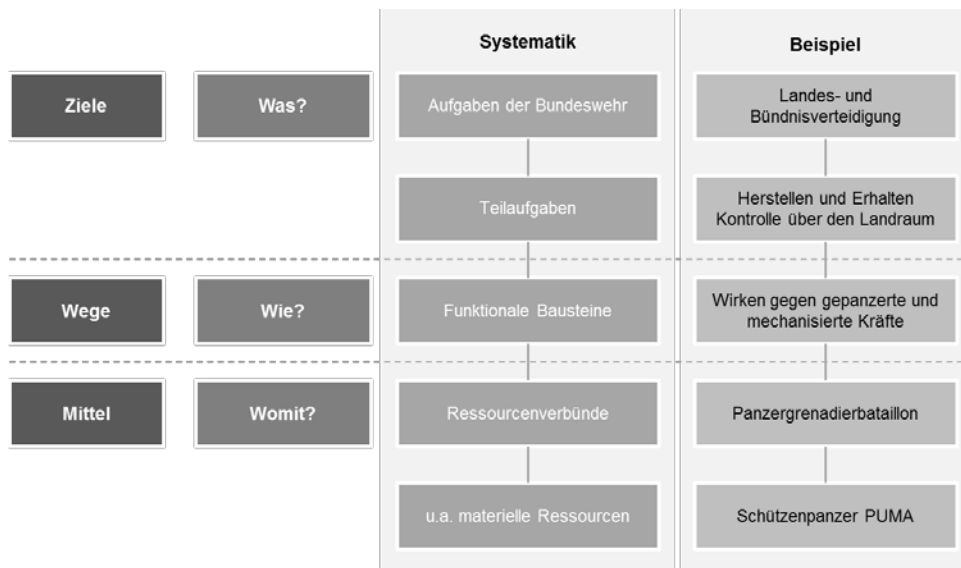 Systematik
Beispiel
Ziele
Was?
Aufgaben der Bundeswehr
Landes- und
Bündnisverteidigung
Teilaufgaben
Herstellen und Erhalten
Kontrolle über den Landraum
Wege
Wie?
Funktionale Bausteine
Wirken gegen gepanzerte und
mechanisierte Kräfte
Mittel
Womit?
Ressourcenverbünde
Panzergrenadierbataillon
u.a. materielle Ressourcen
Schützenpanzer PUMA